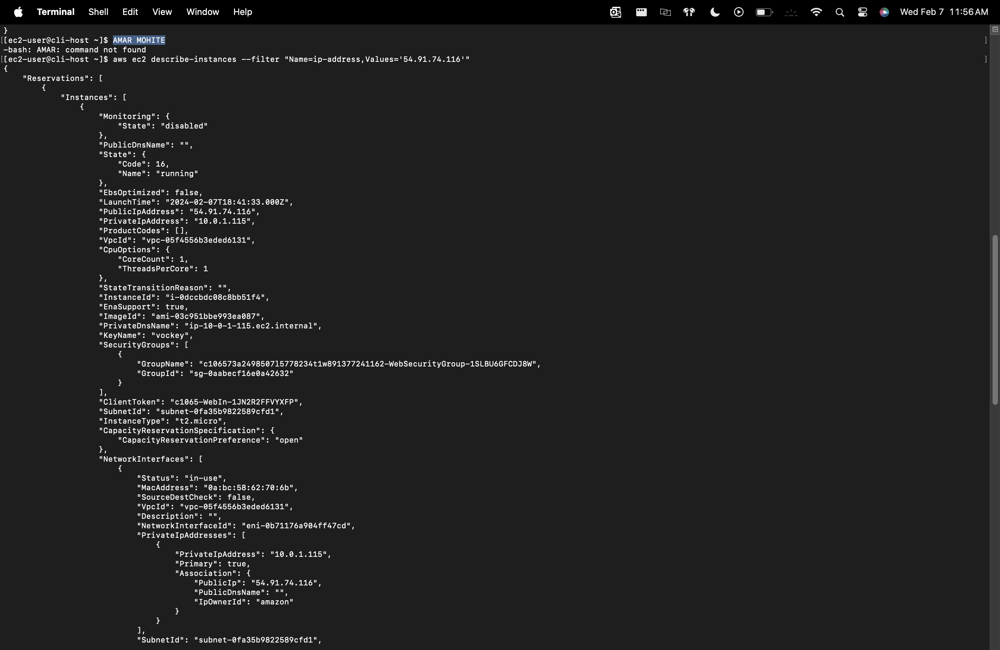 Terminal Shell Edit View Window Help Wed Feb 7 11:56 AM
}
[[ec2-user@cli-host ~]$ AMAR MOHITE ]
-bash: AMAR: command not found
[[ec2-user@cli-host ~]$ aws ec2 describe-instances --filter "Name=ip-address,Values='54.91.74.116'" ]
{
    "Reservations": [
        {
            "Instances": [
                {
                    "Monitoring": {
                        "State": "disabled"
                    },
                    "PublicDnsName": "",
                    "State": {
                        "Code": 16,
                        "Name": "running"
                    },
                    "EbsOptimized": false,
                    "LaunchTime": "2024-02-07T18:41:33.000Z",
                    "PublicIpAddress": "54.91.74.116",
                    "PrivateIpAddress": "10.0.1.115",
                    "ProductCodes": [],
                    "VpcId": "vpc-05f4556b3eded6131",
                    "CpuOptions": {
                        "CoreCount": 1,
                        "ThreadsPerCore": 1
                    },
                    "StateTransitionReason": "",
                    "InstanceId": "i-0dccbdc08c8bb51f4",
                    "EnaSupport": true,
                    "ImageId": "ami-03c951bbe993ea087",
                    "PrivateDnsName": "ip-10-0-1-115.ec2.internal",
                    "KeyName": "vockey",
                    "SecurityGroups": [
                        {
                            "GroupName": "c106573a2498507l5778234t1w891377241162-WebSecurityGroup-1SLBU6GFCDJ8W",
                            "GroupId": "sg-0aabecf16e0a42632"
                        }
                    ],
                    "ClientToken": "c1065-WebIn-1JN2R2FFVYXFP",
                    "SubnetId": "subnet-0fa35b9822589cfd1",
                    "InstanceType": "t2.micro",
                    "CapacityReservationSpecification": {
                        "CapacityReservationPreference": "open"
                    },
                    "NetworkInterfaces": [
                        {
                            "Status": "in-use",
                            "MacAddress": "0a:bc:58:62:70:6b",
                            "SourceDestCheck": false,
                            "VpcId": "vpc-05f4556b3eded6131",
                            "Description": "",
                            "NetworkInterfaceId": "eni-0b71176a904ff47cd",
                            "PrivateIpAddresses": [
                                {
                                    "PrivateIpAddress": "10.0.1.115",
                                    "Primary": true,
                                    "Association": {
                                        "PublicIp": "54.91.74.116",
                                        "PublicDnsName": "",
                                        "IpOwnerId": "amazon"
                                    }
                                }
                            ],
                            "SubnetId": "subnet-0fa35b9822589cfd1",